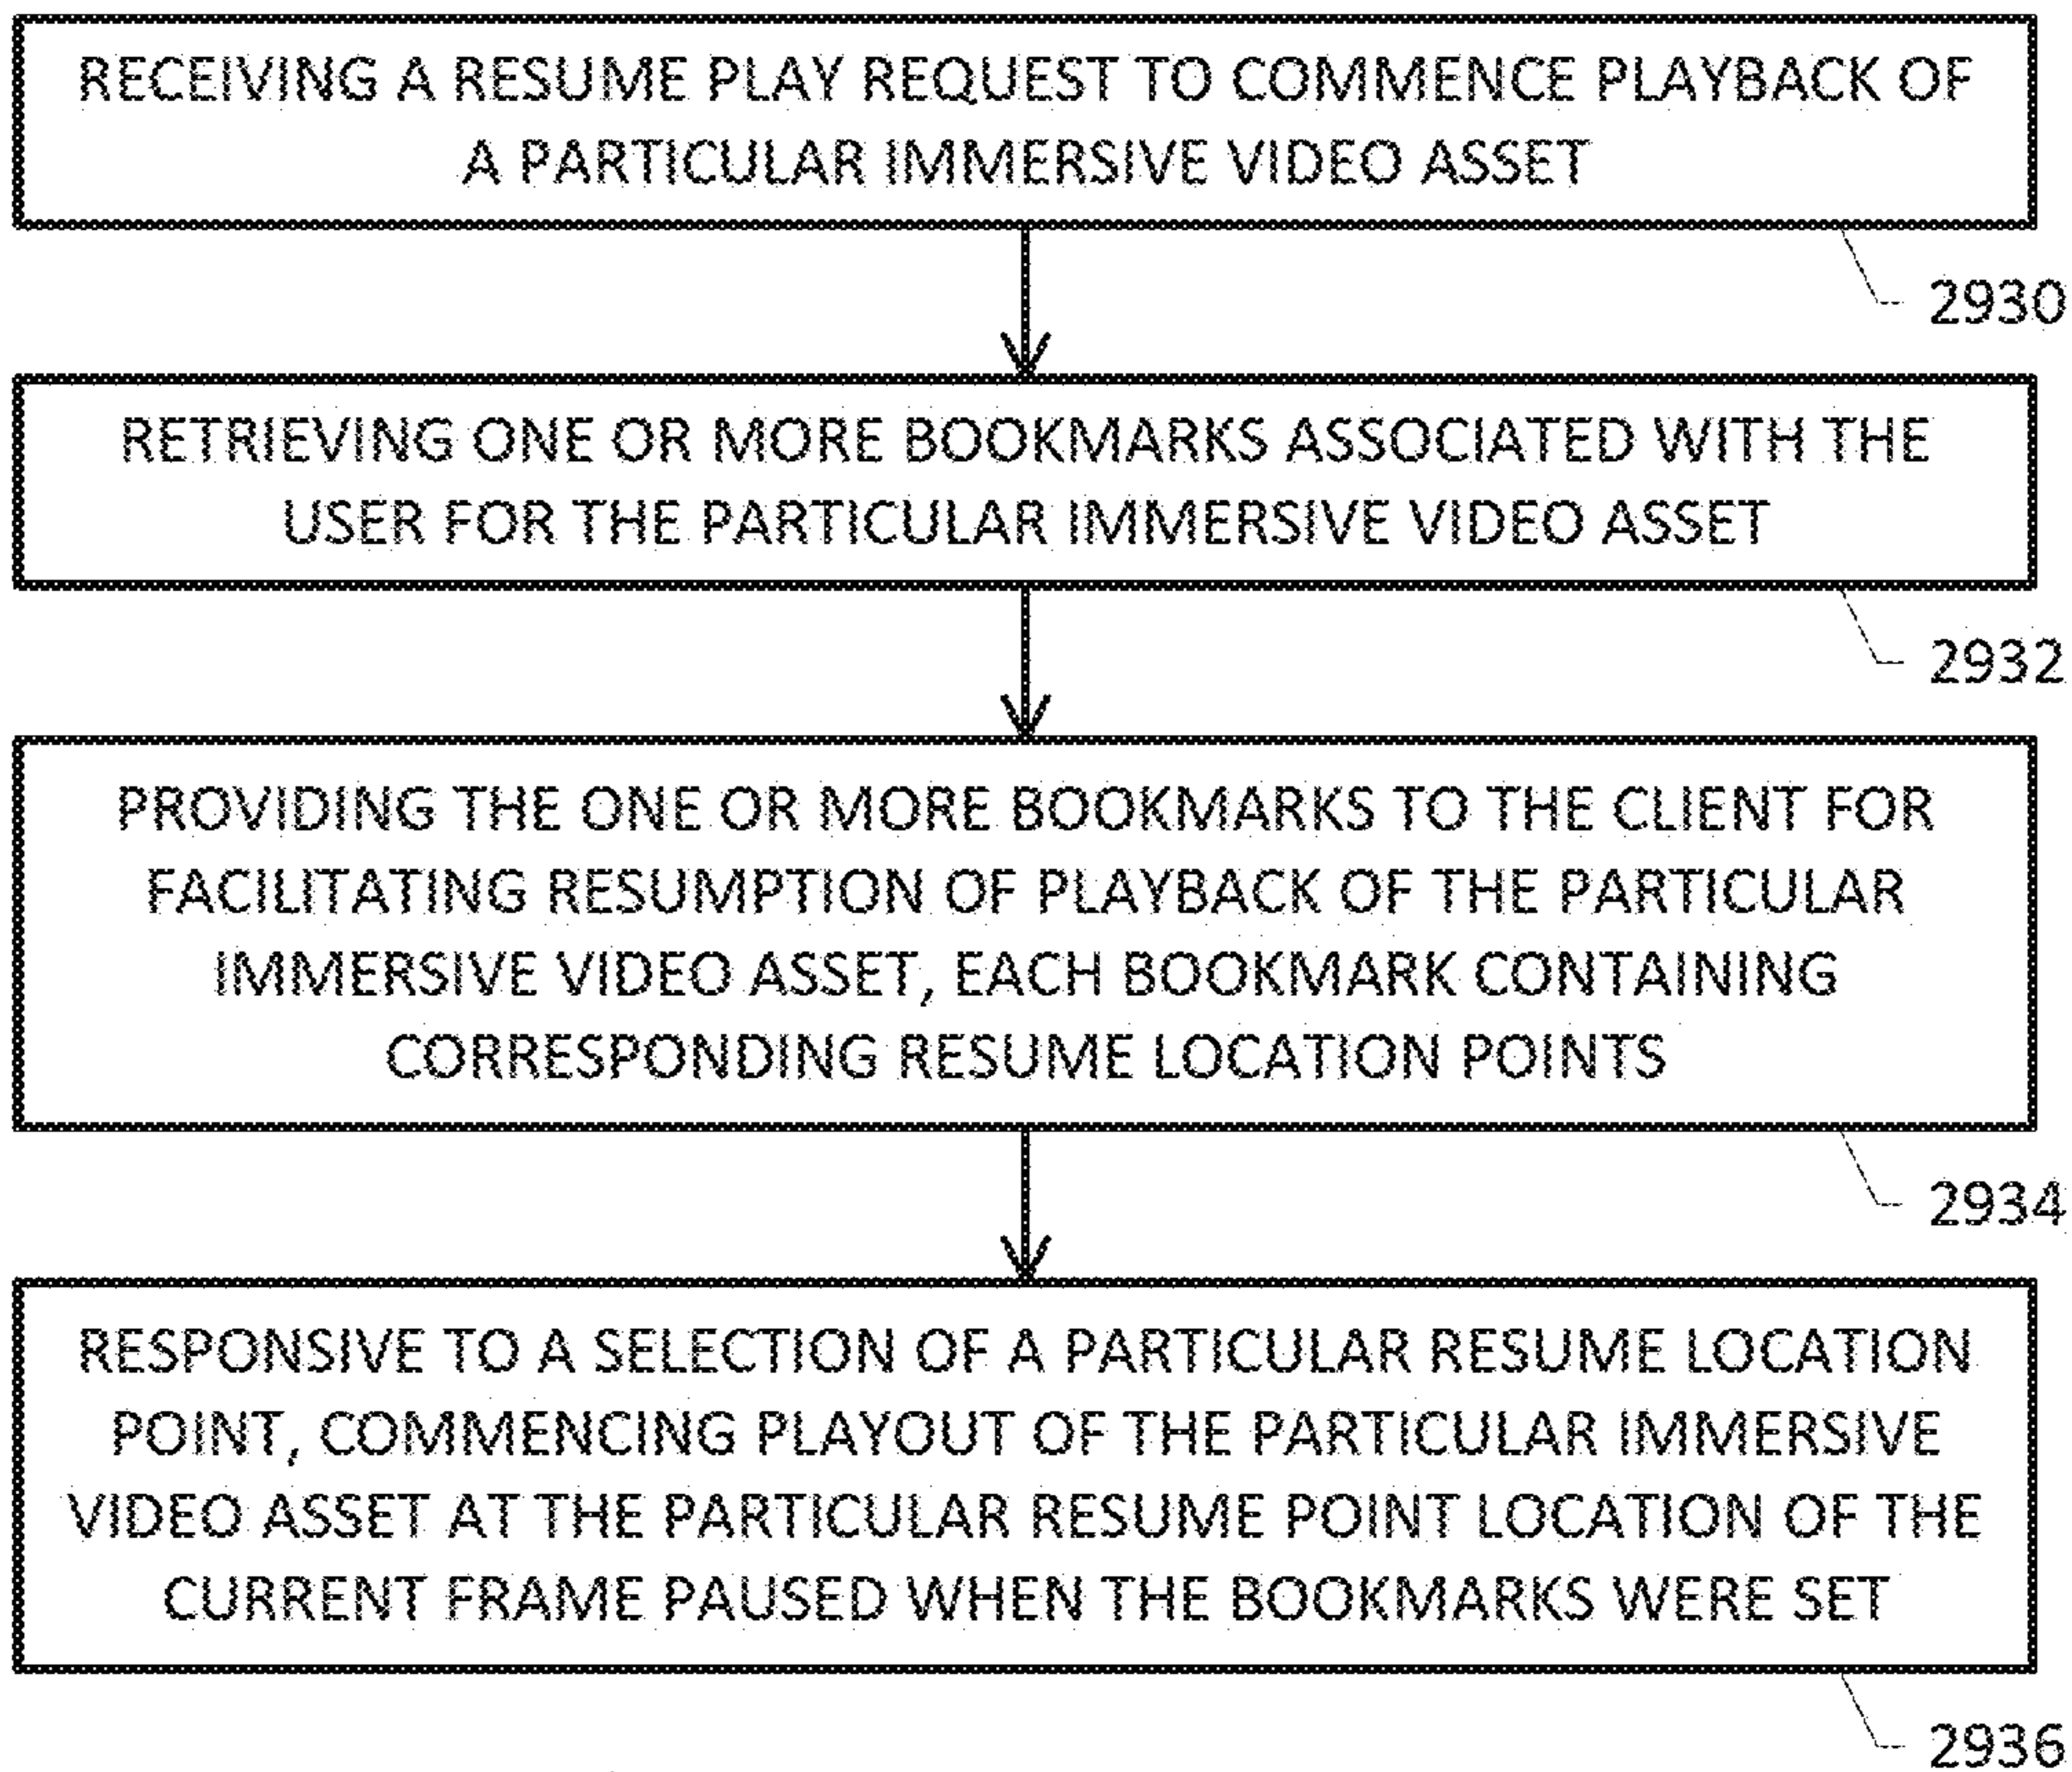 RECEIVING A RESUME PLAY REQUEST TO COMMENCE PLAYBACK OF
A PARTICULAR IMMERSIVE VIDEO ASSET
2930
RETRIEVING ONE OR MORE BOOKMARKS ASSOCIATED WITH THE
USER FOR THE PARTICULAR IMMERSIVE VIDEO ASSET
2932
PROVIDING THE ONE OR MORE BOOKMARKS TO THE CLIENT FOR
FACILITATING RESUMPTION OF PLAYBACK OF THE PARTICULAR
IMMERSIVE VIDEO ASSET, EACH BOOKMARK CONTAINING
CORRESPONDING RESUME LOCATION POINTS
2934
RESPONSIVE TO A SELECTION OF A PARTICULAR RESUME LOCATION
POINT, COMMENCING PLAYOUT OF THE PARTICULAR IMMERSIVE
VIDEO ASSET AT THE PARTICULAR RESUME POINT LOCATION OF THE
CURRENT FRAME PAUSED WHEN THE BOOKMARKS WERE SET
2936